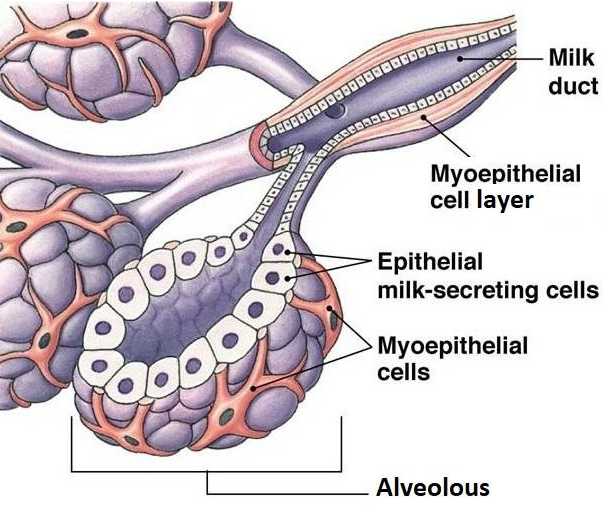 Milk
duct
Myoepithelial
cell layer
Epithelial
milk-secreting cells
Myoepithelial
cells
Alveolous